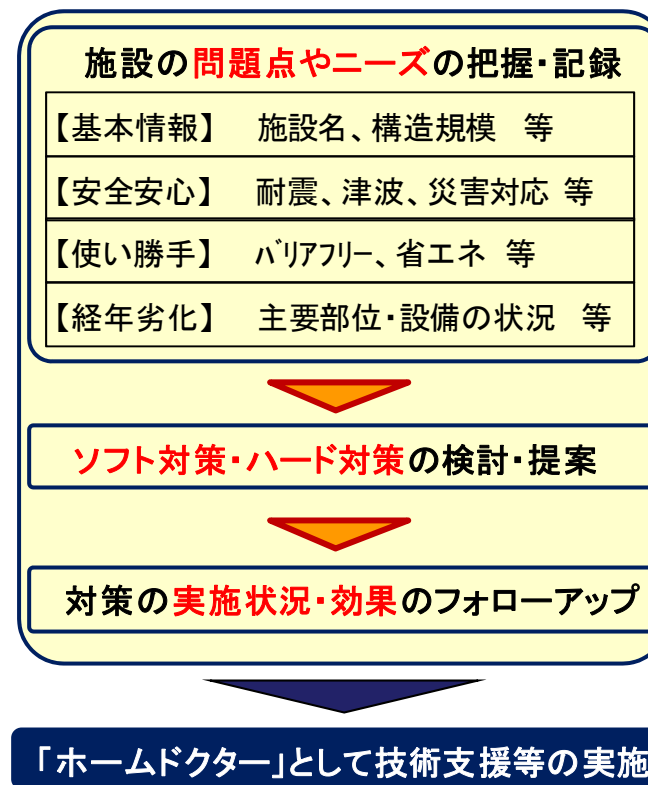 施設の問題点やニーズの把握・記録
【基本情報】 施設名、構造規模 等
【安全安心】 耐震、津波、災害対応 等
【使い勝手】 ﾊﾞﾘｱﾌﾘｰ、省エネ 等
【経年劣化】 主要部位・設備の状況 等
ソフト対策・ハード対策の検討・提案
対策の実施状況・効果のフォローアップ
「ホームドクター」として技術支援等の実施